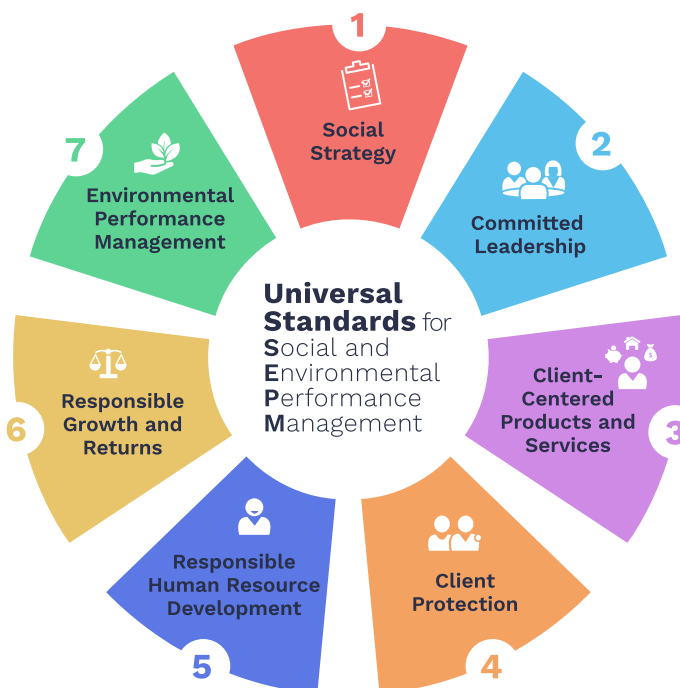 1
Social
Strategy
2
Committed
Leadership
3
Client-
Centered
Products and
Services
4
Client
Protection
5
Responsible
Human Resource
Development
6
Responsible
Growth and
Returns
7
Environmental
Performance
Management
Universal
Standards for
Social and
Environmental
Performance
Management
$